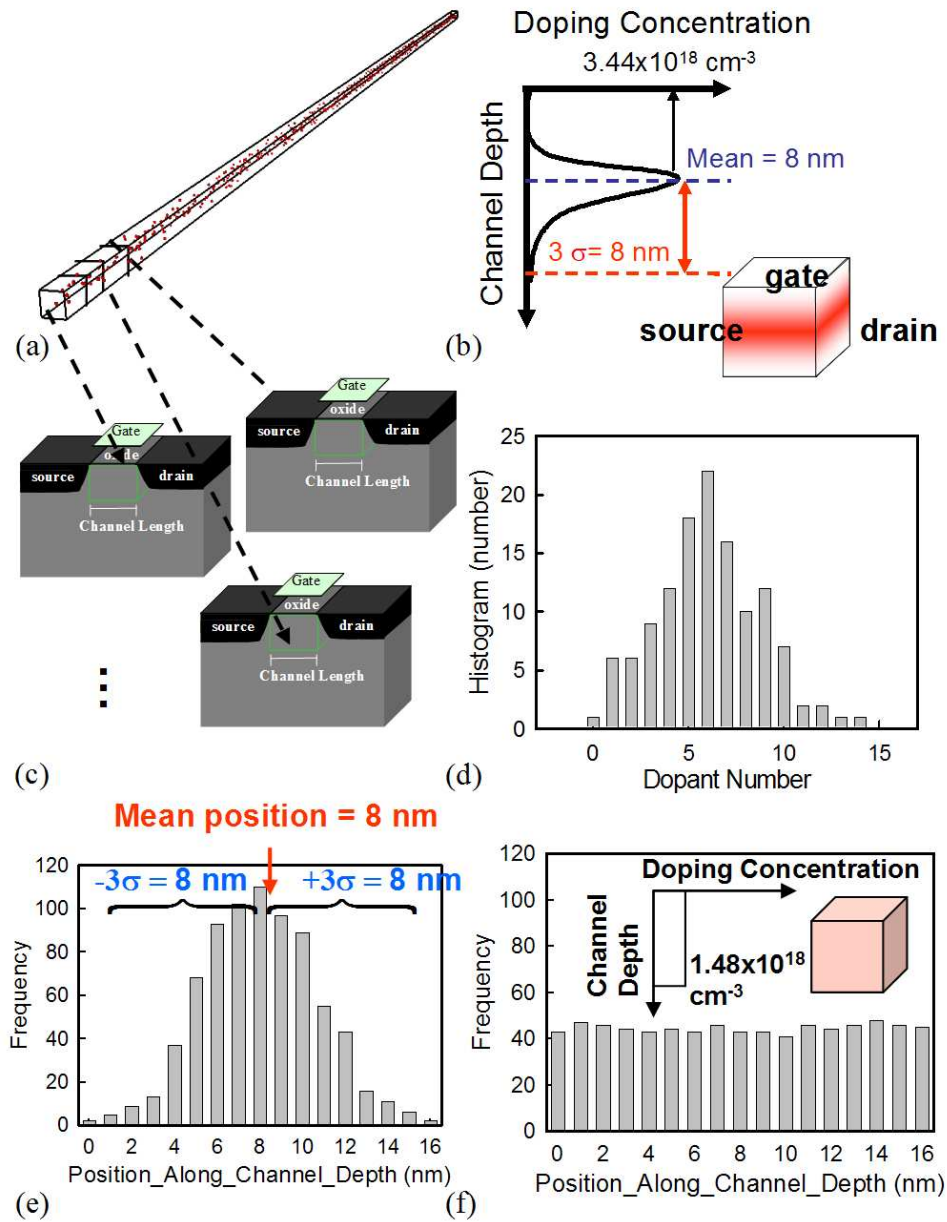 (a)
Doping Concentration
3.44x10¹⁸ cm⁻³
Channel Depth
Mean = 8 nm
3 σ= 8 nm
gate
source
drain
(b)
Gate
oxide
source
drain
Channel Length
Gate
oxide
source
drain
Channel Length
Gate
oxide
source
drain
Channel Length
(c)
Histogram (number)
25
20
15
10
5
0
0 5 10 15
Dopant Number
(d)
Mean position = 8 nm
-3σ = 8 nm
+3σ = 8 nm
Frequency
120
100
80
60
40
20
0
0 2 4 6 8 10 12 14 16
Position_Along_Channel_Depth (nm)
(e)
Frequency
120
100
80
60
40
20
0
Doping Concentration
Channel
Depth
1.48x10¹⁸
cm⁻³
0 2 4 6 8 10 12 14 16
Position_Along_Channel_Depth (nm)
(f)